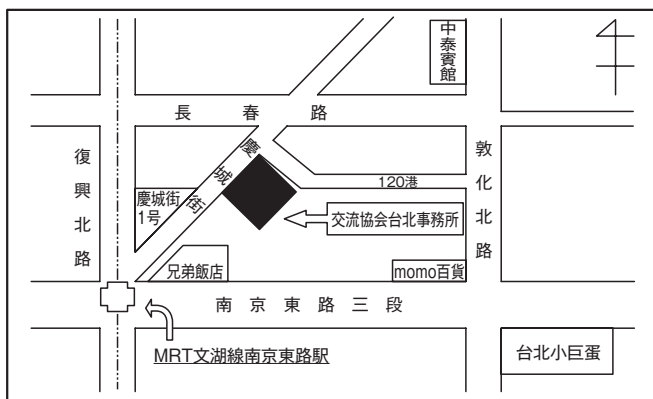 中泰賓館
長春路
復興北路
慶城街
120港
敦化北路
慶城街
1号
交流協会台北事務所
兄弟飯店
momo百貨
南京東路三段
MRT文湖線南京東路駅
台北小巨蛋